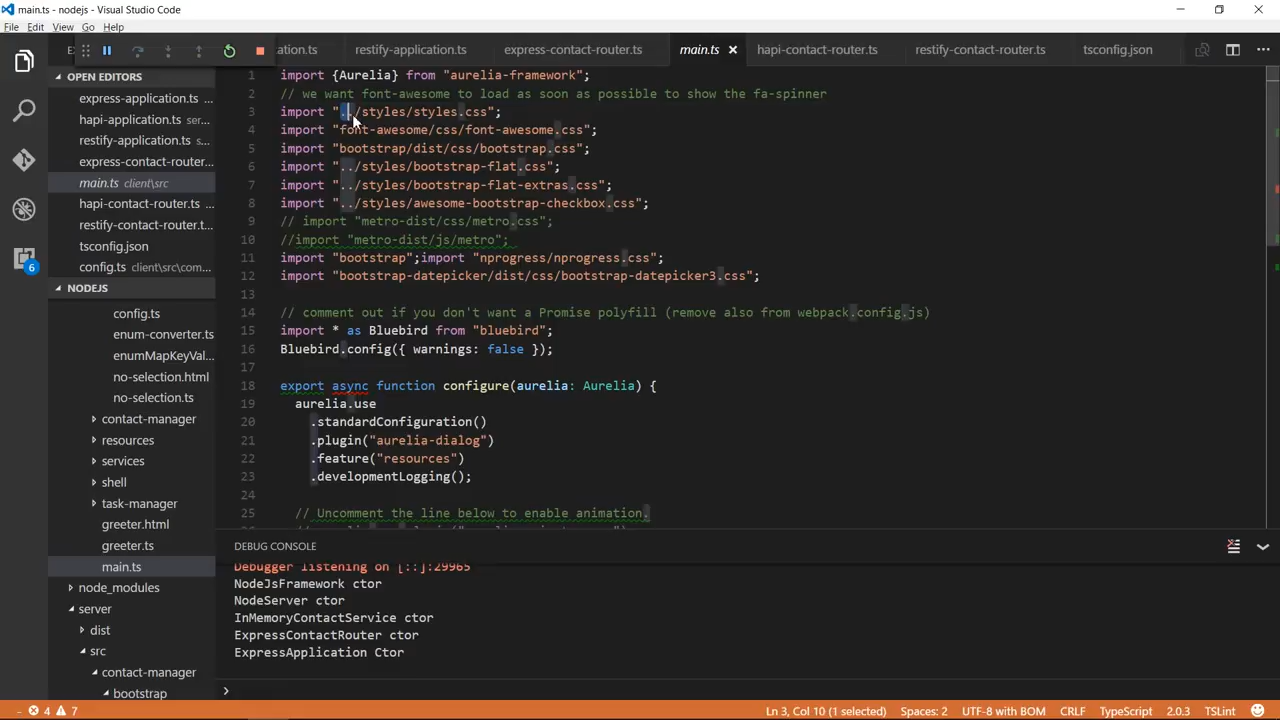 main.ts - nodejs - Visual Studio Code
File Edit View Go Help
ation.ts restify-application.ts express-contact-router.ts main.ts hapi-contact-router.ts restify-contact-router.ts tsconfig.json
OPEN EDITORS
express-application.ts
hapi-application.ts ser...
restify-application.ts s...
express-contact-router...
main.ts client\src
hapi-contact-router.ts ...
restify-contact-router.t...
tsconfig.json
config.ts client\src\com...
6
NODEJS
config.ts
enum-converter.ts
enumMapKeyVal...
no-selection.html
no-selection.ts
contact-manager
resources
services
shell
task-manager
greeter.html
greeter.ts
main.ts
node_modules
server
dist
src
contact-manager
bootstrap
1 import {Aurelia} from "aurelia-framework";
2 // we want font-awesome to load as soon as possible to show the fa-spinner
3 import "../styles/styles.css";
4 import "font-awesome/css/font-awesome.css";
5 import "bootstrap/dist/css/bootstrap.css";
6 import "../styles/bootstrap-flat.css";
7 import "../styles/bootstrap-flat-extras.css";
8 import "../styles/awesome-bootstrap-checkbox.css";
9 // import "metro-dist/css/metro.css";
10 //import "metro-dist/js/metro";
11 import "bootstrap";import "nprogress/nprogress.css";
12 import "bootstrap-datepicker/dist/css/bootstrap-datepicker3.css";
13
14 // comment out if you don't want a Promise polyfill (remove also from webpack.config.js)
15 import * as Bluebird from "bluebird";
16 Bluebird.config({ warnings: false });
17
18 export async function configure(aurelia: Aurelia) {
19 aurelia.use
20 .standardConfiguration()
21 .plugin("aurelia-dialog")
22 .feature("resources")
23 .developmentLogging();
24
25 // Uncomment the line below to enable animation.
DEBUG CONSOLE
Debugger listening on [::]:29965
NodeJsFramework ctor
NodeServer ctor
InMemoryContactService ctor
ExpressContactRouter ctor
ExpressApplication Ctor
4 7 Ln 3, Col 10 (1 selected) Spaces: 2 UTF-8 with BOM CRLF TypeScript 2.0.3 TSLint